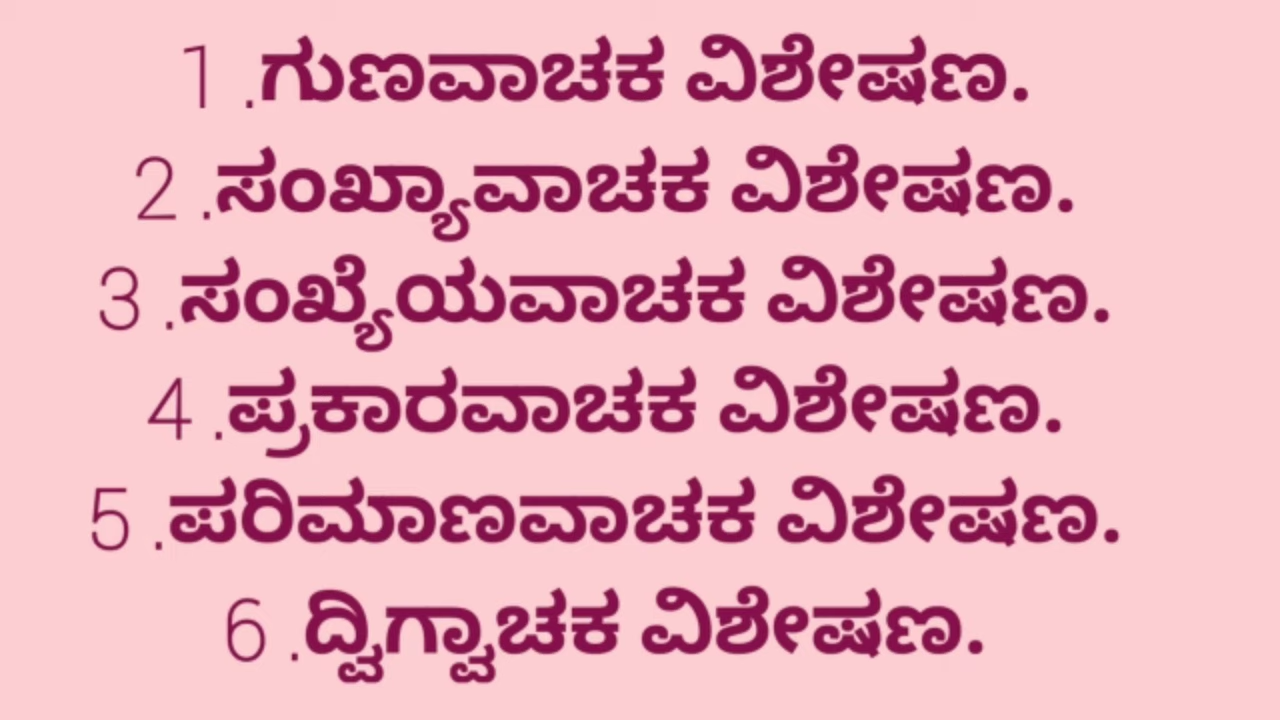 1 .ಗುಣವಾಚಕ ವಿಶೇಷಣ.
2 .ಸಂಖ್ಯಾವಾಚಕ ವಿಶೇಷಣ.
3 .ಸಂಖ್ಯೆಯವಾಚಕ ವಿಶೇಷಣ.
4 .ಪ್ರಕಾರವಾಚಕ ವಿಶೇಷಣ.
5 .ಪರಿಮಾಣವಾಚಕ ವಿಶೇಷಣ.
6 .ದ್ವಿಗ್ವಾಚಕ ವಿಶೇಷಣ.